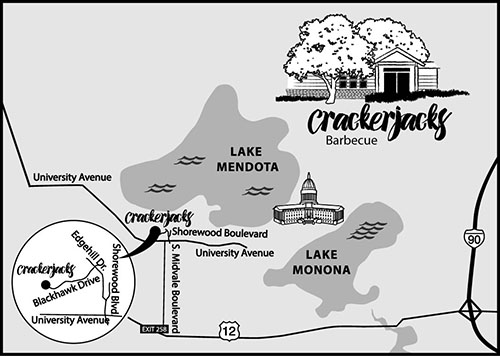 Crackerjacks
Barbecue
LAKE
MENDOTA
University Avenue
Crackerjacks
Shorewood Boulevard
University Avenue
S. Midvale Boulevard
LAKE
MONONA
90
Edgehill Dr.
Crackerjacks
Shorewood Blvd
Blackhawk Drive
University Avenue
EXIT 258
12